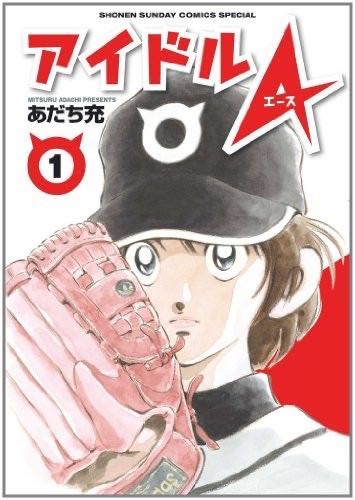 SHONEN SUNDAY COMICS SPECIAL
アイドルA
エース
MITSURU ADACHI PRESENTS
あだち充
1